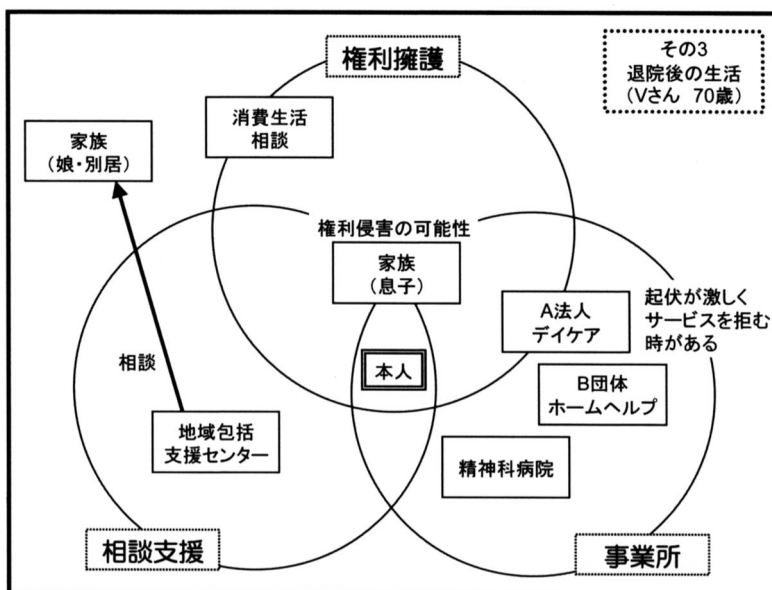 権利擁護
その3
退院後の生活
(Vさん 70歳)
消費生活
相談
家族
(娘・別居)
権利侵害の可能性
家族
(息子)
起伏が激しく
サービスを拒む
時がある
A法人
デイケア
相談
本人
B団体
ホームヘルプ
地域包括
支援センター
精神科病院
相談支援
事業所